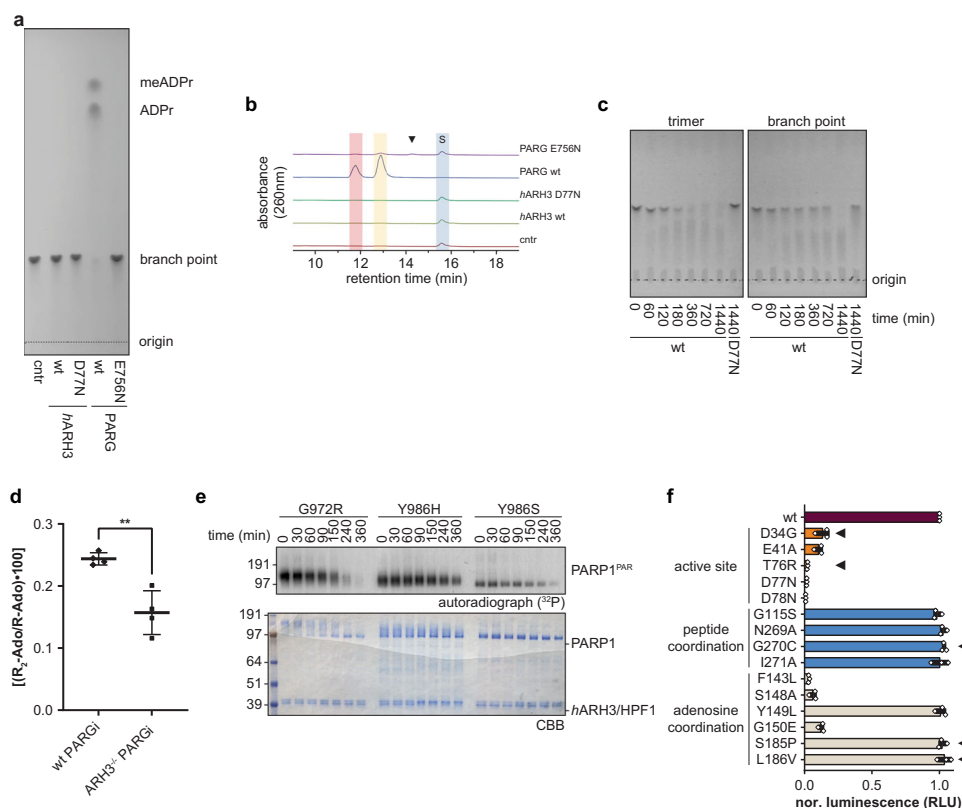 a
meADPr
ADPr
branch point
origin
cntr
wt
D77N
wt
E756N
hARH3
PARG
b
S
PARG E756N
PARG wt
hARH3 D77N
hARH3 wt
cntr
absorbance
(260nm)
10 12 14 16 18
retention time (min)
c
trimer branch point
origin
0 60 120 180 360 720 1440 1440 0 60 120 180 360 720 1440 1440
time (min)
wt D77N wt D77N
d
[(R2-Ado/R-Ado)•100]
0.3
0.2
0.1
0.0
**
wt PARGi
ARH3-/- PARGi
e
G972R Y986H Y986S
time (min) 0 30 60 90 150 240 360 0 30 90 60 150 240 360 0 30 60 90 150 240 360
191
97
PARP1PAR
autoradiograph (32P)
191
97
64
51
39
PARP1
hARH3/HPF1
CBB
f
wt
D34G
E41A
T76R
D77N
D78N
active site
G115S
N269A
G270C
I271A
peptide
coordination
F143L
S148A
Y149L
G150E
S185P
L186V
adenosine
coordination
0.0 0.5 1.0
nor. luminescence (RLU)